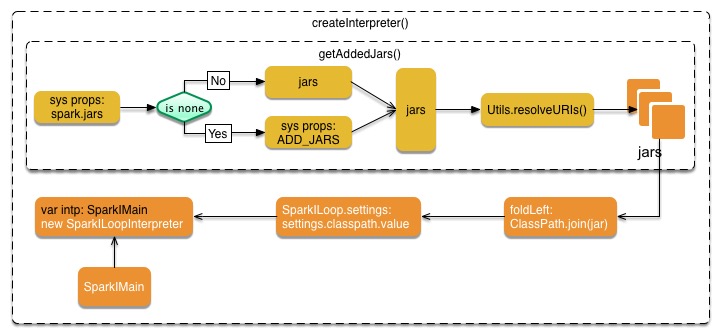 createInterpreter()
getAddedJars()
sys props:
spark.jars
is none
No
Yes
jars
sys props:
ADD_JARS
jars
Utils.resolveURIs()
jars
var intp: SparkIMain
new SparkILoopInterpreter
SparkILoop.settings:
settings.classpath.value
foldLeft:
ClassPath.join(jar)
SparkIMain